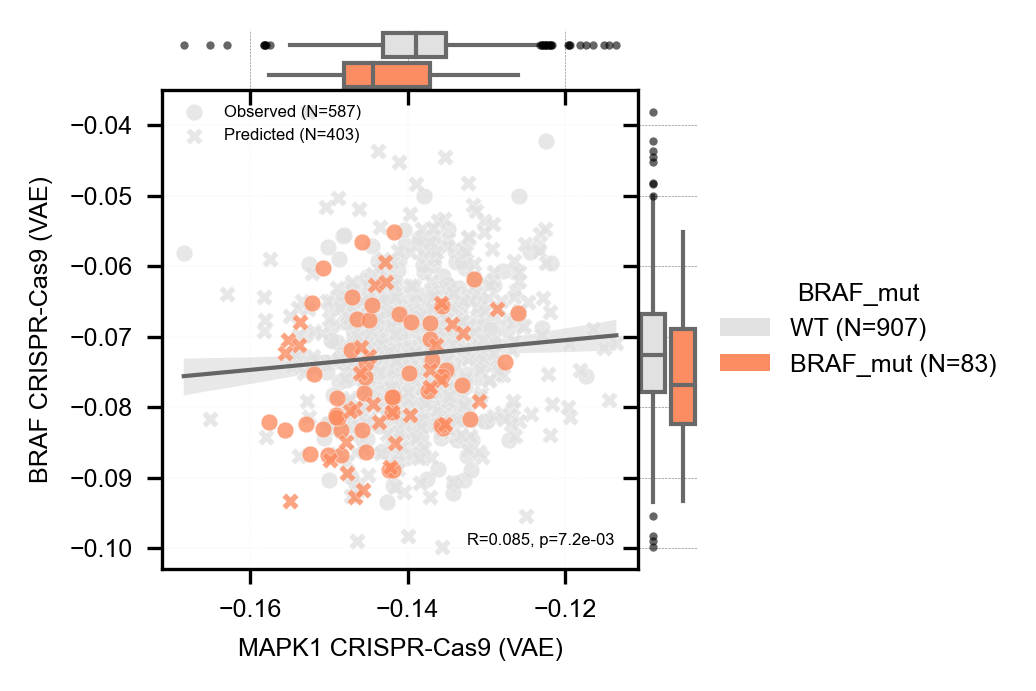 Observed (N=587)
Predicted (N=403)
−0.04
−0.05
−0.06
−0.07
−0.08
−0.09
−0.10
BRAF CRISPR-Cas9 (VAE)
R=0.085, p=7.2e-03
−0.16
−0.14
−0.12
MAPK1 CRISPR-Cas9 (VAE)
BRAF_mut
WT (N=907)
BRAF_mut (N=83)